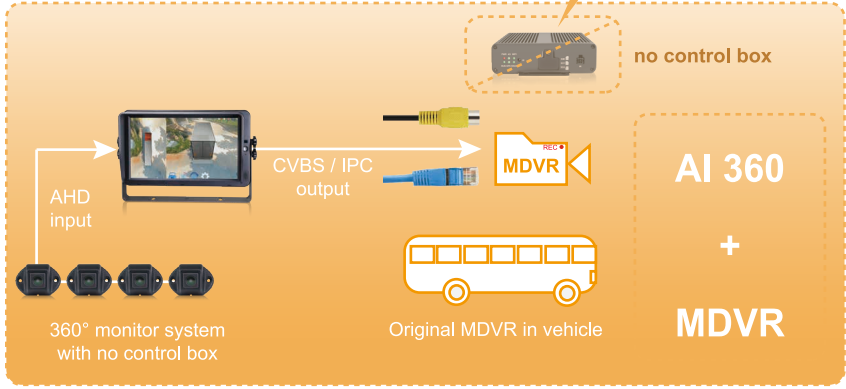 no control box
REC
MDVR
CVBS / IPC
output
AHD
input
AI 360
+
MDVR
360° monitor system
with no control box
Original MDVR in vehicle